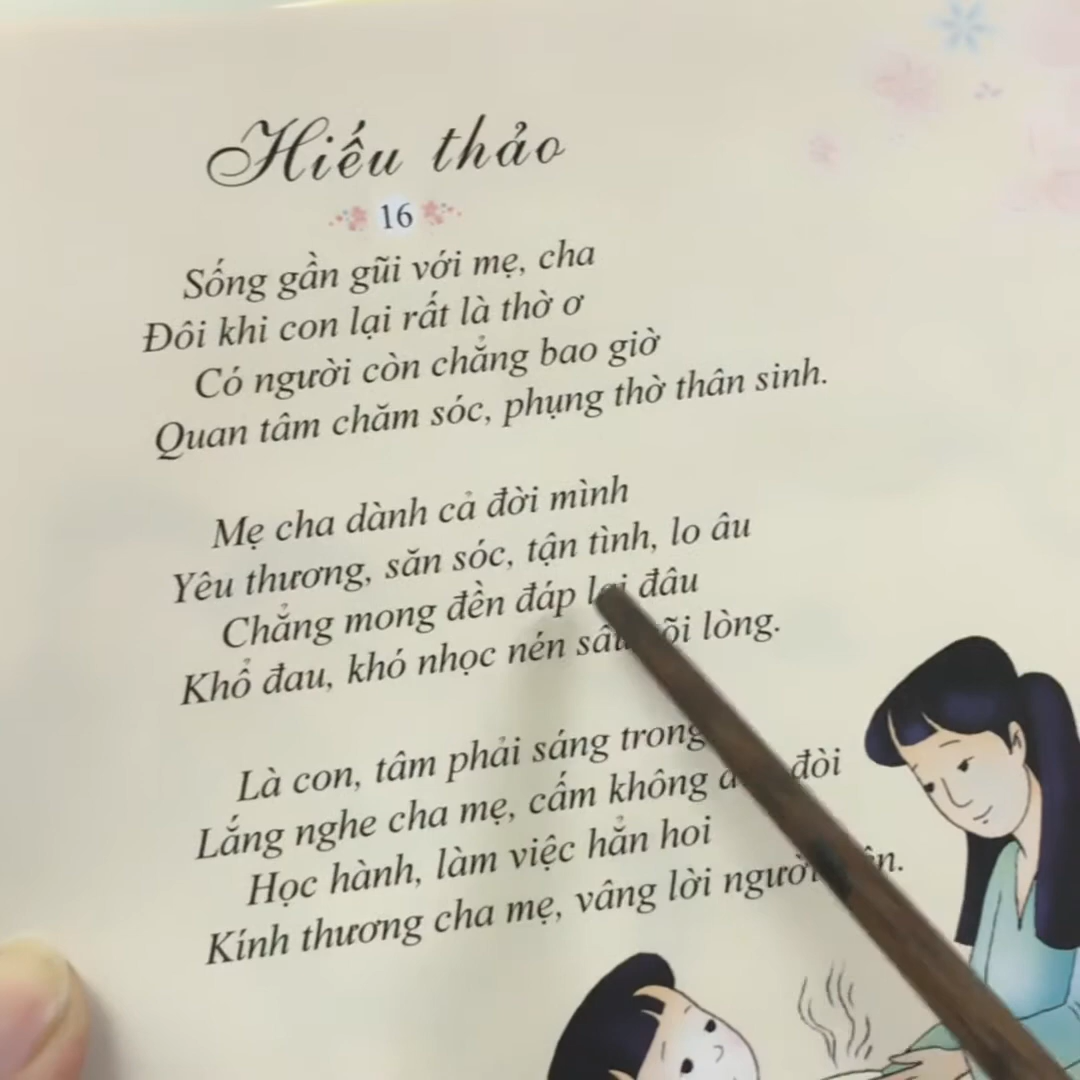 Hiếu thảo
16
Sống gần gũi với mẹ, cha
Đôi khi con lại rất là thờ ơ
Có người còn chẳng bao giờ
Quan tâm chăm sóc, phụng thờ thân sinh.
Mẹ cha dành cả đời mình
Yêu thương, săn sóc, tận tình, lo âu
Chẳng mong đền đáp lại đâu
Khổ đau, khó nhọc nén sâu cõi lòng.
Là con, tâm phải sáng trong
Lắng nghe cha mẹ, cấm không đòi
Học hành, làm việc hẳn hoi
Kính thương cha mẹ, vâng lời người